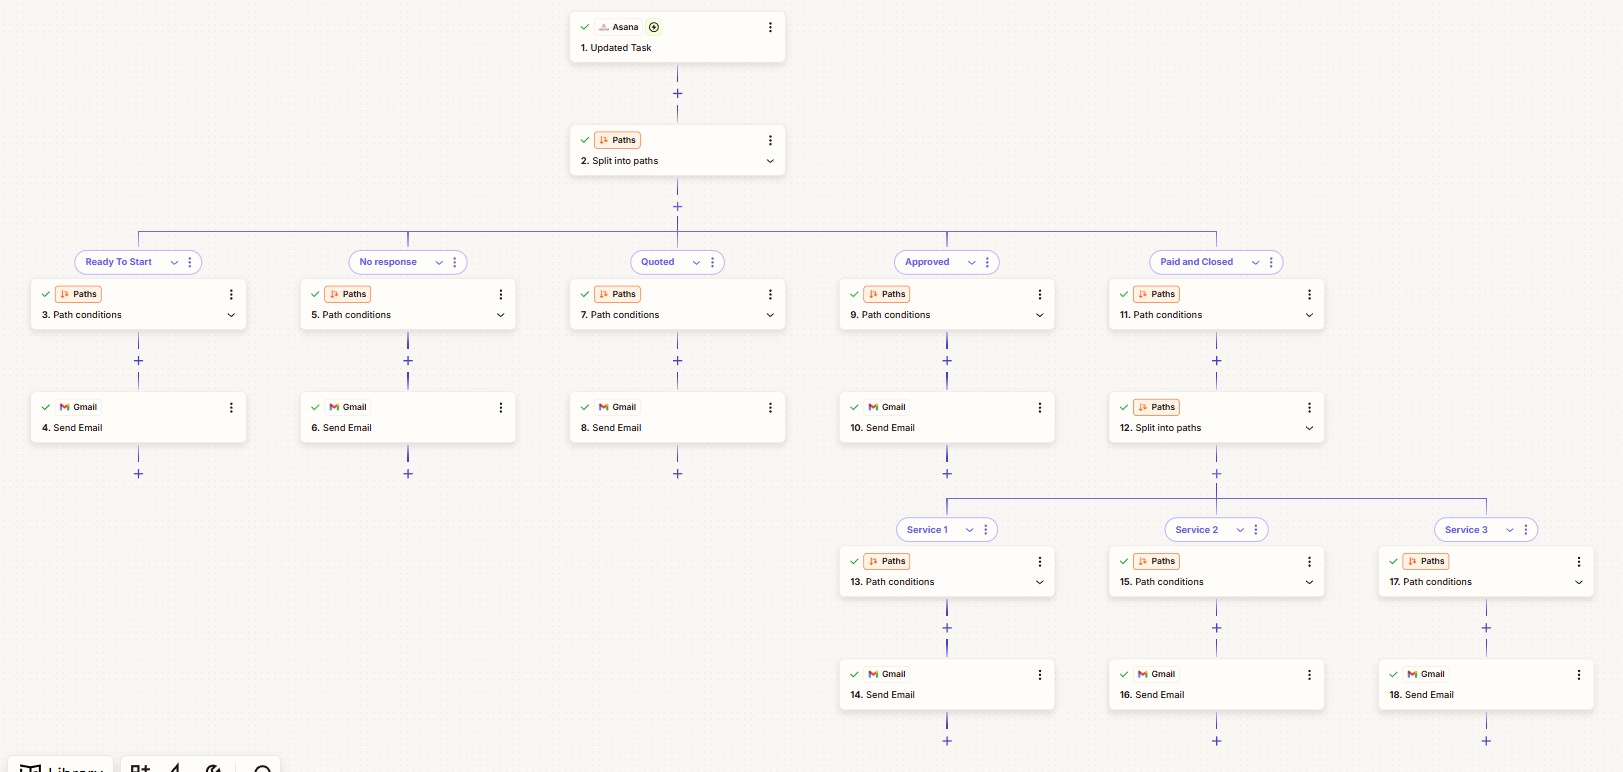 Asana
1. Updated Task
Paths
2. Split into paths
Ready To Start
No response
Quoted
Approved
Paid and Closed
Paths
3. Path conditions
Paths
5. Path conditions
Paths
7. Path conditions
Paths
9. Path conditions
Paths
11. Path conditions
Gmail
4. Send Email
Gmail
6. Send Email
Gmail
8. Send Email
Gmail
10. Send Email
Paths
12. Split into paths
Service 1
Service 2
Service 3
Paths
13. Path conditions
Paths
15. Path conditions
Paths
17. Path conditions
Gmail
14. Send Email
Gmail
16. Send Email
Gmail
18. Send Email
Library